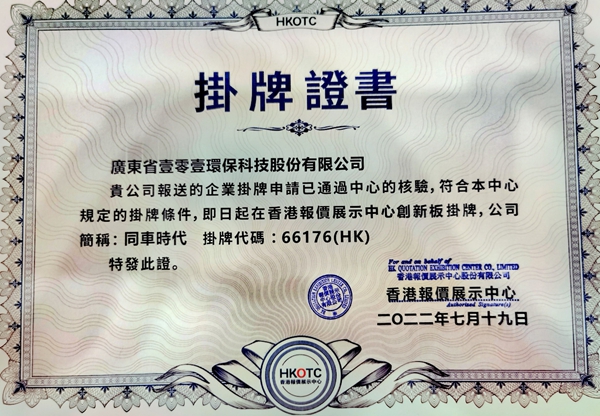 HKOTC
掛牌證書
廣東省壹零壹環保科技股份有限公司
貴公司報送的企業掛牌申請已通過中心的核驗,符合本中心
規定的掛牌條件,即日起在香港報價展示中心創新板掛牌,公司
簡稱:同車時代 掛牌代碼:66176(HK)
特發此證。
For and on behalf of
HK QUOTATION EXHIBITION CENTER CO., LIMITED
香港報價展示中心股份有限公司
香港報價展示中心
Authorized Signature(s)
二〇二二年七月十九日
HKOTC
香港報價展示中心